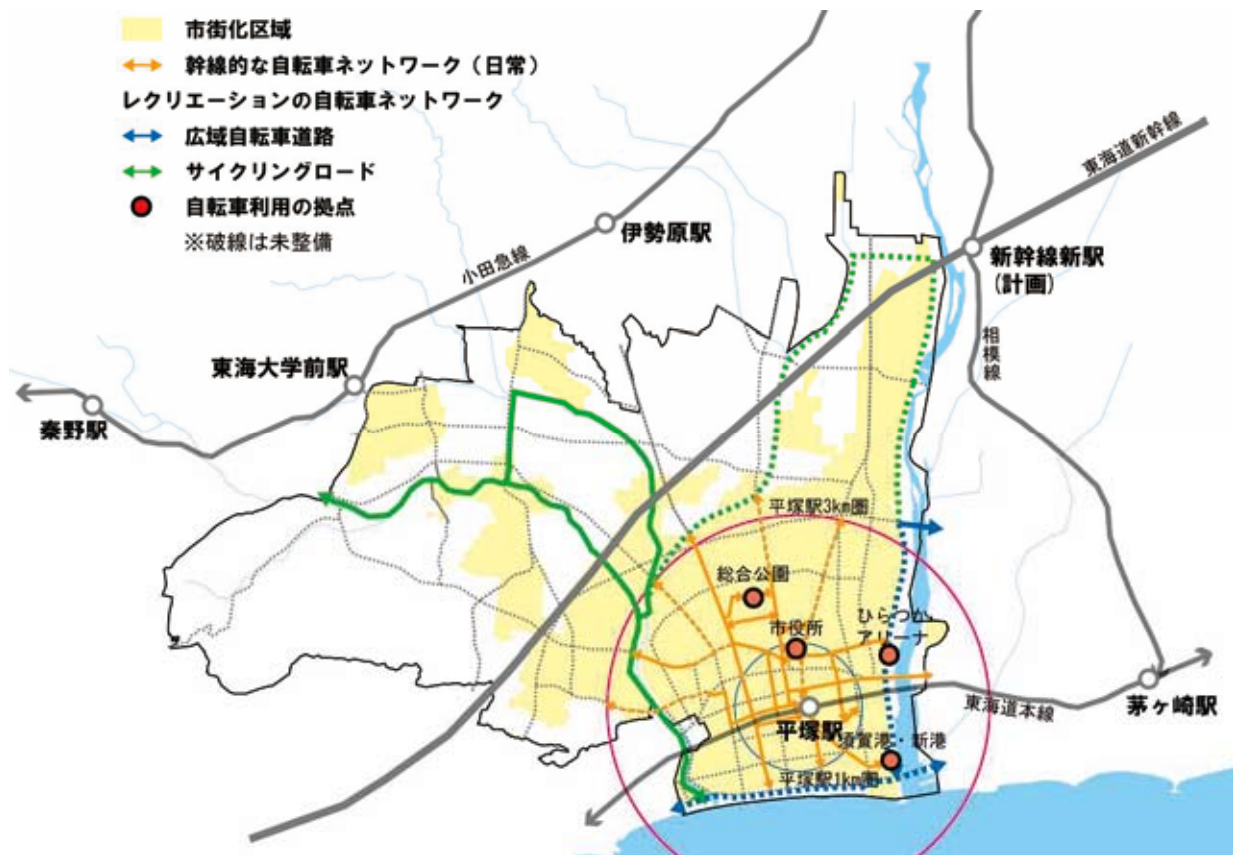 市街化区域
幹線的な自転車ネットワーク（日常）
レクリエーションの自転車ネットワーク
広域自転車道路
サイクリングロード
自転車利用の拠点
※破線は未整備
東海道新幹線
伊勢原駅
小田急線
新幹線新駅
(計画)
東海大学前駅
相模線
秦野駅
平塚駅3km圏
総合公園
市役所
ひらつか
アリーナ
平塚駅
東海道本線
茅ヶ崎駅
須賀港・新港
平塚駅1km圏